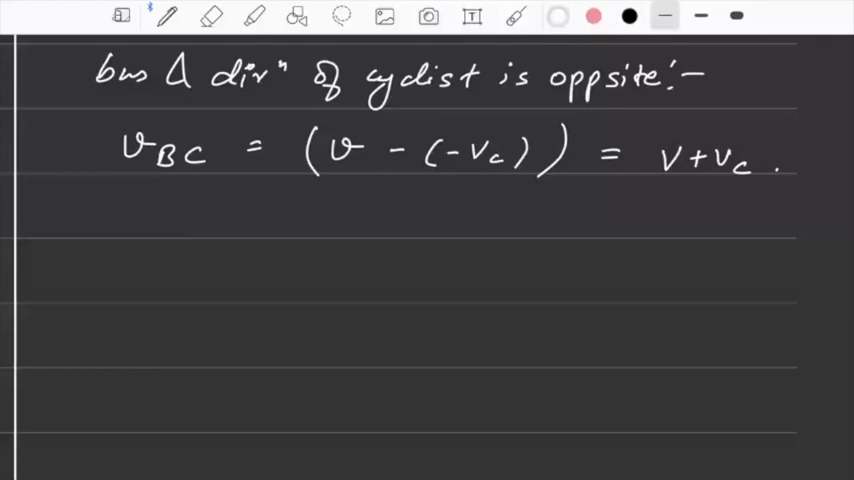 bus & dirⁿ of cyclist is oppsite:-
v_BC = (v - (-v_c)) = v + v_c.